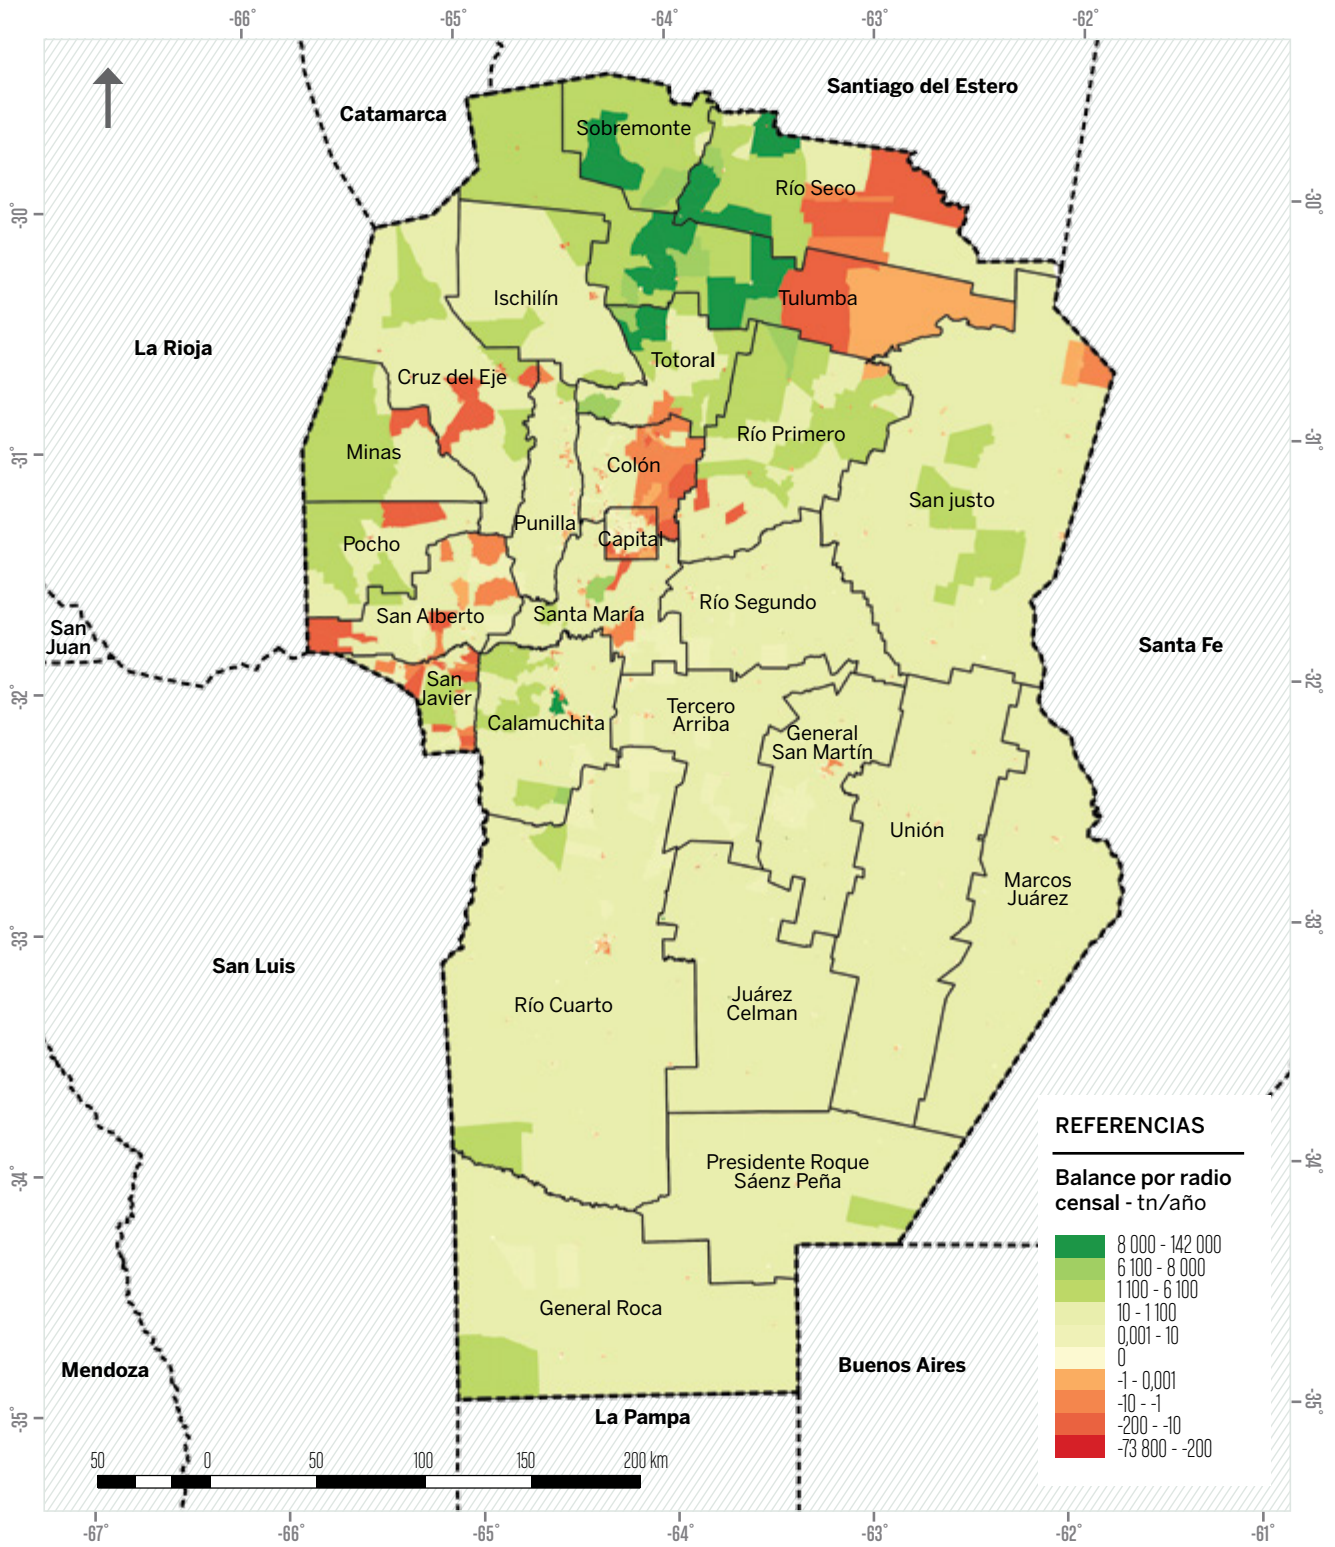 -66°
-65°
-64°
-63°
-62°
Santiago del Estero
Catamarca
Sobremonte
Río Seco
-30°
-30°
Ischilín
Tulumba
La Rioja
Totoral
Cruz del Eje
Río Primero
-31°
-31°
Minas
Colón
San justo
Punilla
Capital
Pocho
Río Segundo
San Alberto
Santa María
San
Juan
Santa Fe
-32°
-32°
San
Javier
Calamuchita
Tercero
Arriba
General
San Martín
Unión
Marcos
Juárez
-33°
-33°
San Luis
Río Cuarto
Juárez
Celman
REFERENCIAS
-34°
-34°
Presidente Roque
Sáenz Peña
Balance por radio
censal - tn/año
8 000 - 142 000
6 100 - 8 000
1 100 - 6 100
10 - 1 100
0,001 - 10
0
-1 - 0,001
-10 - -1
-200 - -10
-73 800 - -200
General Roca
Mendoza
Buenos Aires
-35°
-35°
La Pampa
50 0 50 100 150 200 km
-67°
-66°
-65°
-64°
-63°
-62°
-61°